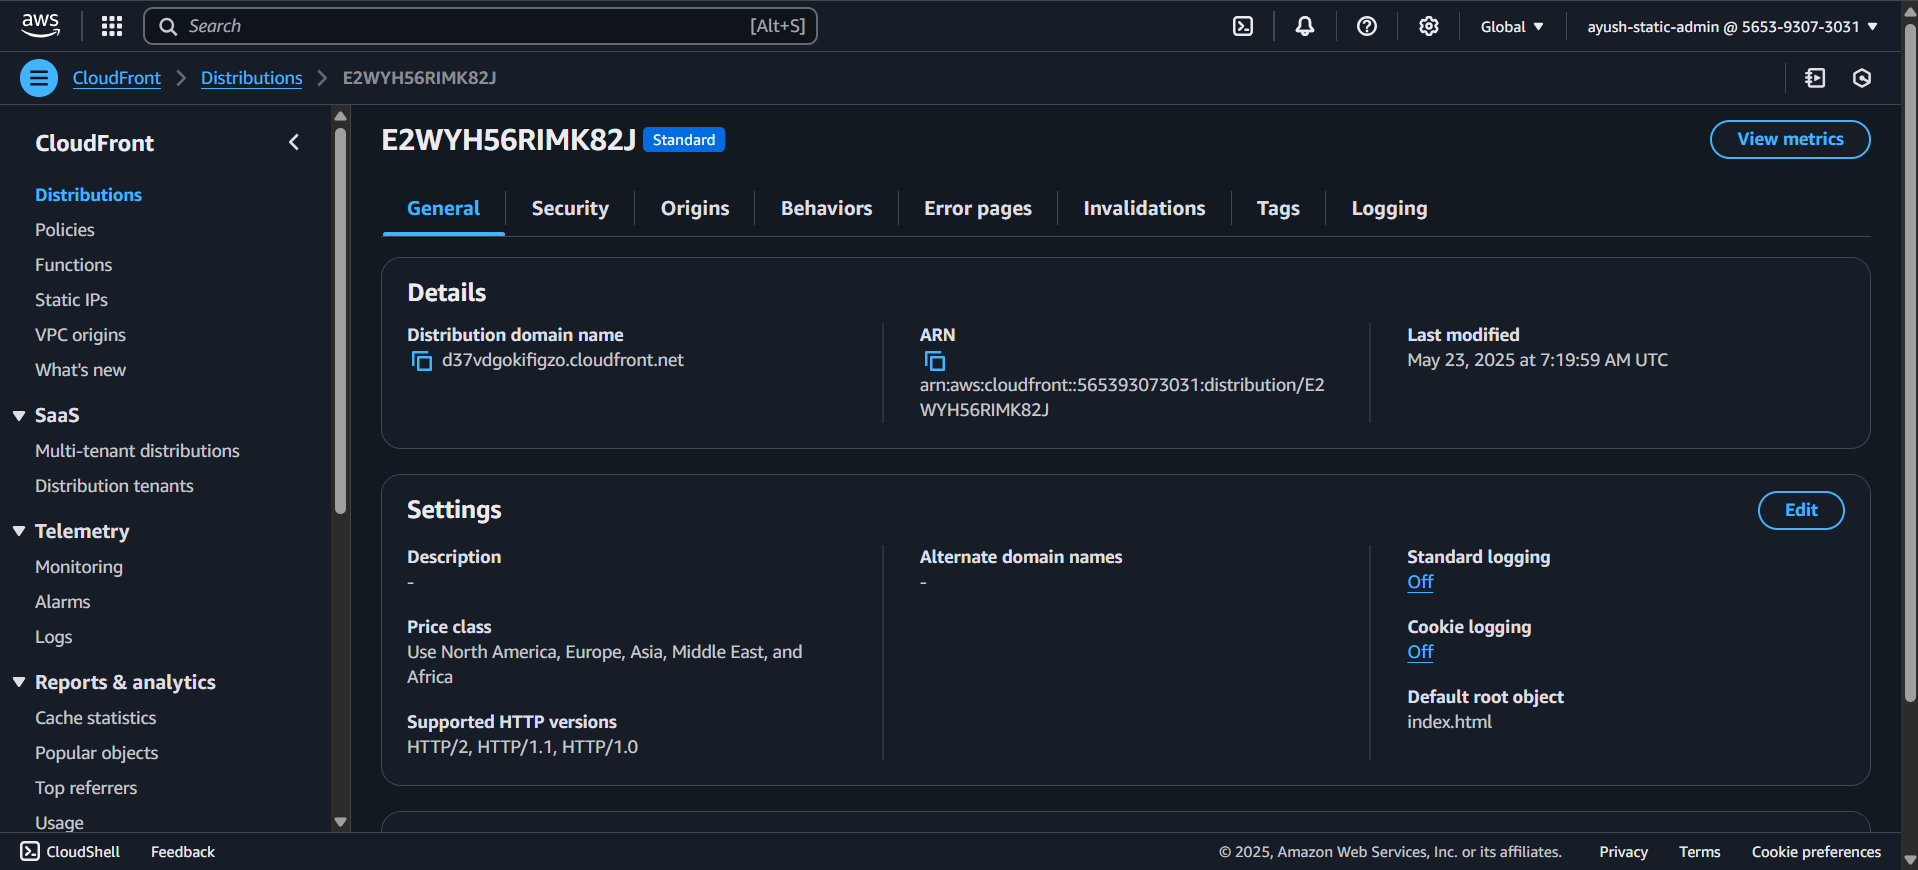 aws
Search [Alt+S]
Global
ayush-static-admin @ 5653-9307-3031
CloudFront
Distributions
E2WYH56RIMK82J
CloudFront
Distributions
Policies
Functions
Static IPs
VPC origins
What's new
SaaS
Multi-tenant distributions
Distribution tenants
Telemetry
Monitoring
Alarms
Logs
Reports & analytics
Cache statistics
Popular objects
Top referrers
Usage
E2WYH56RIMK82J Standard
View metrics
General
Security
Origins
Behaviors
Error pages
Invalidations
Tags
Logging
Details
Distribution domain name
d37vdgokifigzo.cloudfront.net
ARN
arn:aws:cloudfront::565393073031:distribution/E2
WYH56RIMK82J
Last modified
May 23, 2025 at 7:19:59 AM UTC
Settings
Edit
Description
-
Price class
Use North America, Europe, Asia, Middle East, and
Africa
Supported HTTP versions
HTTP/2, HTTP/1.1, HTTP/1.0
Alternate domain names
-
Standard logging
Off
Cookie logging
Off
Default root object
index.html
CloudShell
Feedback
© 2025, Amazon Web Services, Inc. or its affiliates.
Privacy
Terms
Cookie preferences